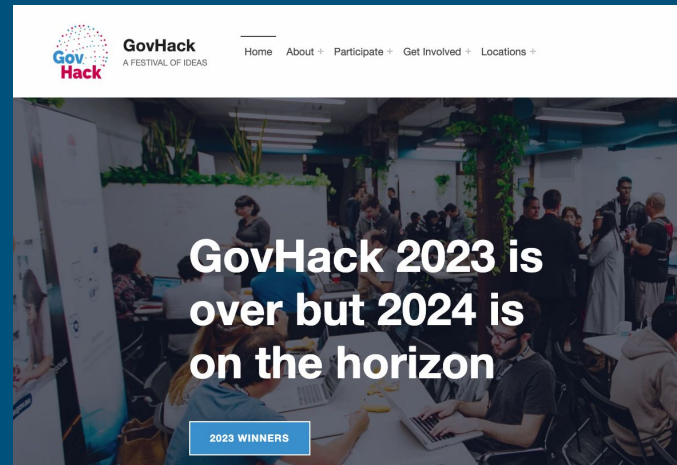 Gov
Hack
GovHack
A FESTIVAL OF IDEAS
Home About + Participate + Get Involved + Locations +
GovHack 2023 is
over but 2024 is
on the horizon
2023 WINNERS